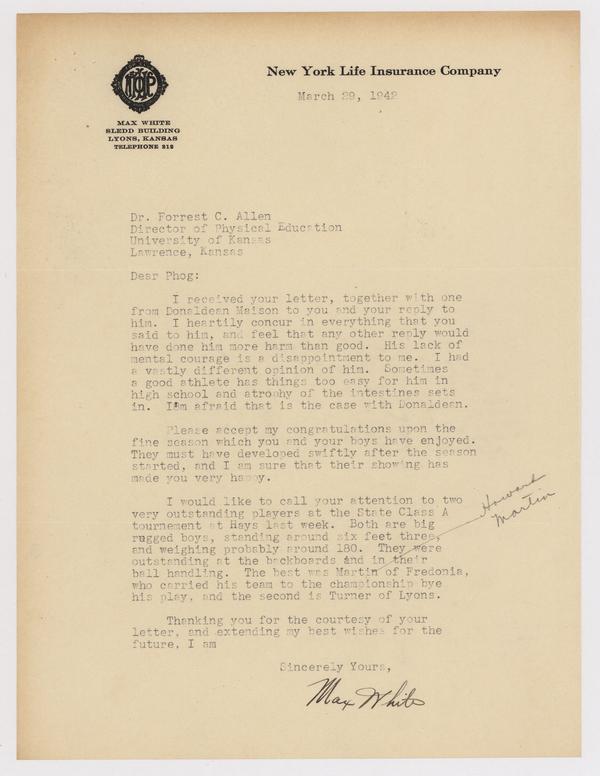 New York Life Insurance Company
March 29, 1942
MAX WHITE
SLEDD BUILDING
LYONS, KANSAS
TELEPHONE 212
Dr. Forrest C. Allen
Director of Physical Education
University of Kansas
Lawrence, Kansas
Dear Phog:
I received your letter, together with one
from Donaldean Maison to you and your reply to
him. I heartily concur in everything that you
said to him, and feel that any other reply would
have done him more harm than good. His lack of
mental courage is a disappointment to me. I had
a vastly different opinion of him. Sometimes
a good athlete has things too easy for him in
high school and atrophy of the intestines sets
in. I'm afraid that is the case with Donaldean.
Please accept my congratulations upon the
fine season which you and your boys have enjoyed.
They must have developed swiftly after the season
started, and I am sure that their showing has
made you very happy.
I would like to call your attention to two
very outstanding players at the State Class A
tournement at Hays last week. Both are big
rugged boys, standing around six feet three,
and weighing probably around 180. They were
outstanding at the backboards and in their
ball handling. The best was Martin of Fredonia,
who carried his team to the championship bye
his play, and the second is Turner of Lyons.
Howard
Martin
Thanking you for the courtesy of your
letter, and extending my best wishes for the
future, I am
Sincerely Yours,
Max White